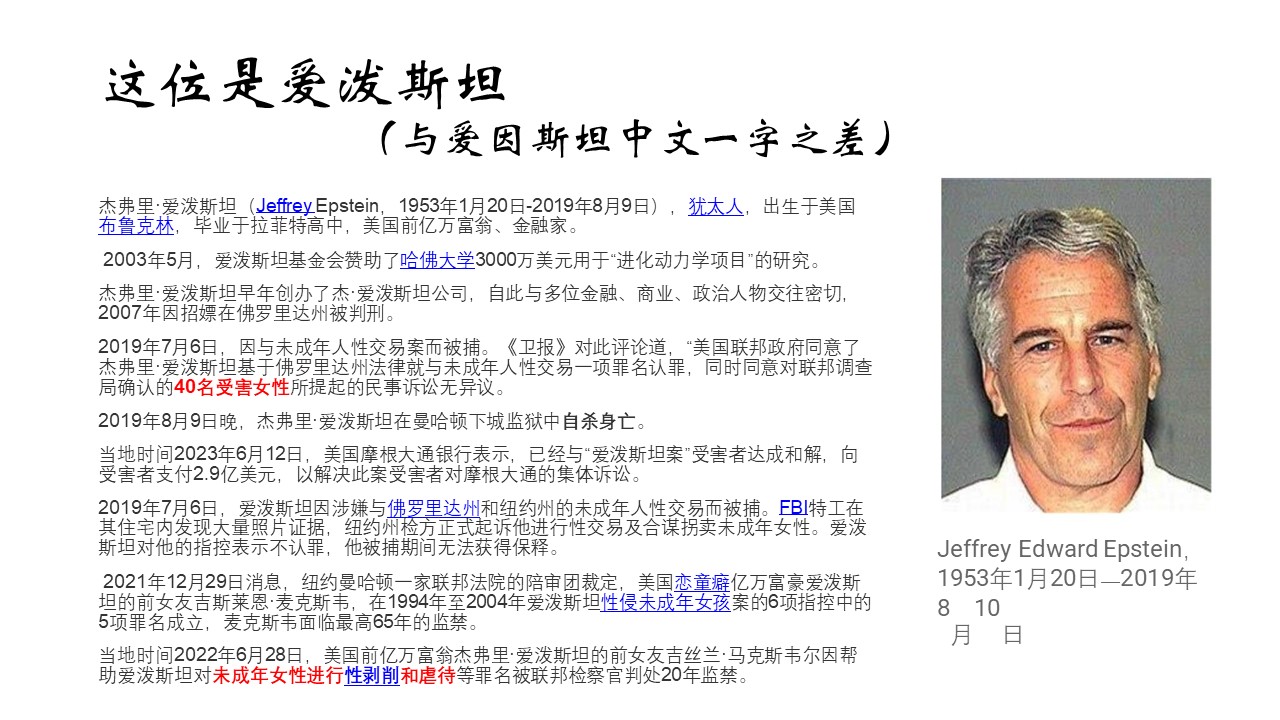 这位是爱泼斯坦
（与爱因斯坦中文一字之差）
杰弗里·爱泼斯坦（Jeffrey Epstein，1953年1月20日-2019年8月9日），犹太人，出生于美国
布鲁克林，毕业于拉菲特高中，美国前亿万富翁、金融家。
2003年5月，爱泼斯坦基金会赞助了哈佛大学3000万美元用于“进化动力学项目”的研究。
杰弗里·爱泼斯坦早年创办了杰·爱泼斯坦公司，自此与多位金融、商业、政治人物交往密切，
2007年因招嫖在佛罗里达州被判刑。
2019年7月6日，因与未成年人性交易案而被捕。《卫报》对此评论道，“美国联邦政府同意了
杰弗里·爱泼斯坦基于佛罗里达州法律就与未成年人性交易一项罪名认罪，同时同意对联邦调查
局确认的40名受害女性所提起的民事诉讼无异议。
2019年8月9日晚，杰弗里·爱泼斯坦在曼哈顿下城监狱中自杀身亡。
当地时间2023年6月12日，美国摩根大通银行表示，已经与“爱泼斯坦案”受害者达成和解，向
受害者支付2.9亿美元，以解决此案受害者对摩根大通的集体诉讼。
2019年7月6日，爱泼斯坦因涉嫌与佛罗里达州和纽约州的未成年人性交易而被捕。FBI特工在
其住宅内发现大量照片证据，纽约州检方正式起诉他进行性交易及合谋拐卖未成年女性。爱泼
斯坦对他的指控表示不认罪，他被捕期间无法获得保释。
2021年12月29日消息，纽约曼哈顿一家联邦法院的陪审团裁定，美国恋童癖亿万富豪爱泼斯
坦的前女友吉斯莱恩·麦克斯韦，在1994年至2004年爱泼斯坦性侵未成年女孩案的6项指控中的
5项罪名成立，麦克斯韦面临最高65年的监禁。
当地时间2022年6月28日，美国前亿万富翁杰弗里·爱泼斯坦的前女友吉丝兰·马克斯韦尔因帮
助爱泼斯坦对未成年女性进行性剥削和虐待等罪名被联邦检察官判处20年监禁。
Jeffrey Edward Epstein，
1953年1月20日—2019年
8 10
月 日